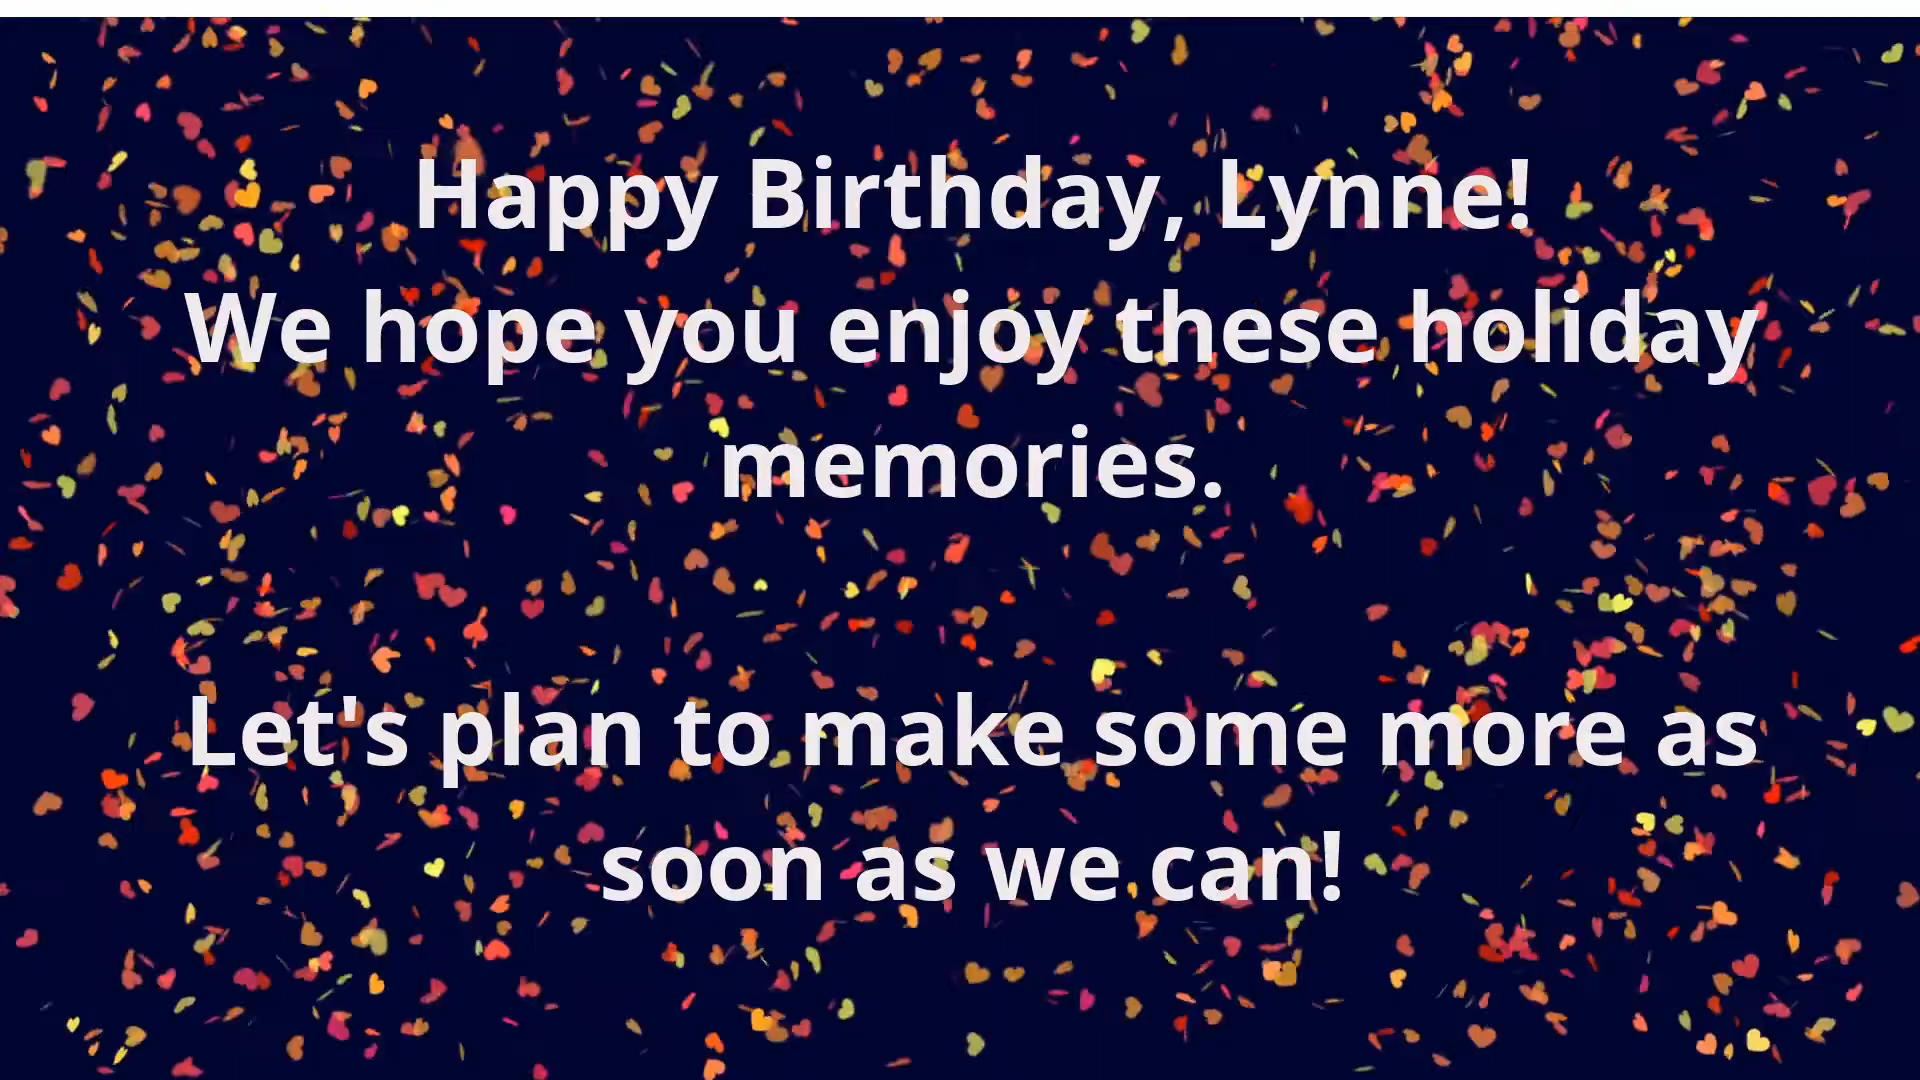 Happy Birthday, Lynne!
We hope you enjoy these holiday
memories.
Let's plan to make some more as
soon as we can!